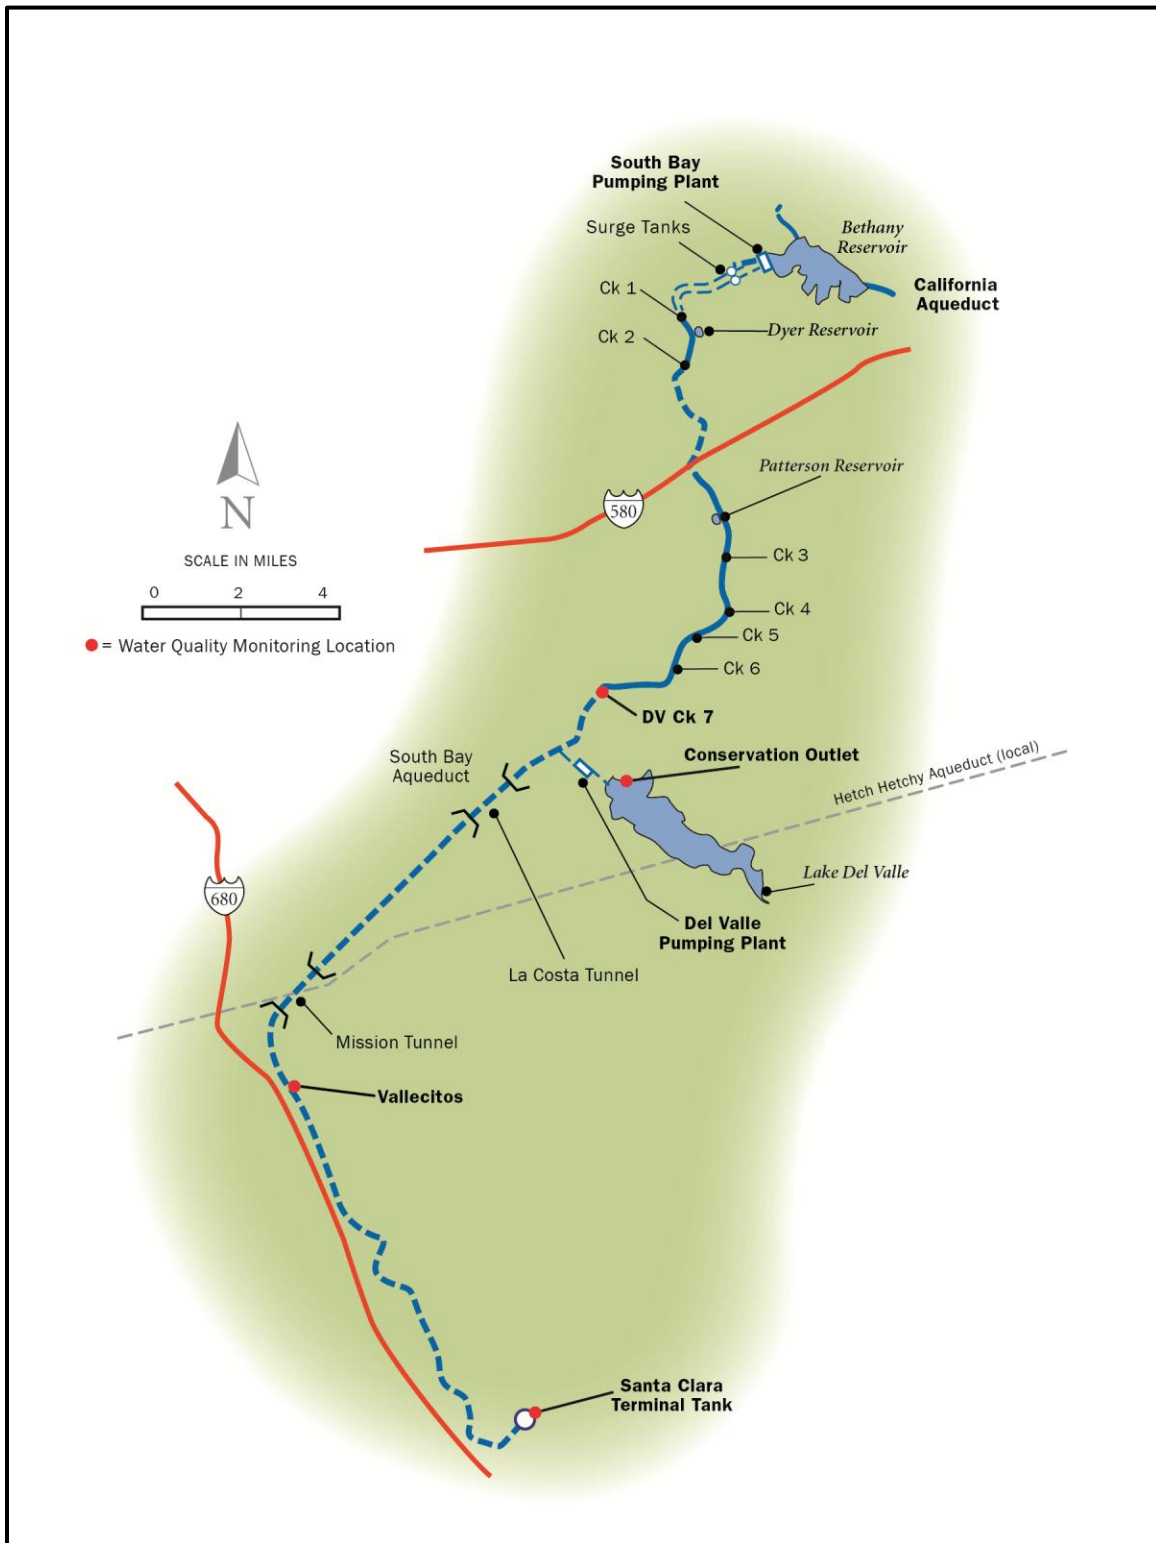 South Bay
Pumping Plant
Surge Tanks
Bethany
Reservoir
Ck 1
California
Aqueduct
Dyer Reservoir
Ck 2
Patterson Reservoir
580
N
SCALE IN MILES
0 2 4
= Water Quality Monitoring Location
Ck 3
Ck 4
Ck 5
Ck 6
DV Ck 7
South Bay
Aqueduct
Conservation Outlet
Hetch Hetchy Aqueduct (local)
680
Lake Del Valle
Del Valle
Pumping Plant
La Costa Tunnel
Mission Tunnel
Vallecitos
Santa Clara
Terminal Tank